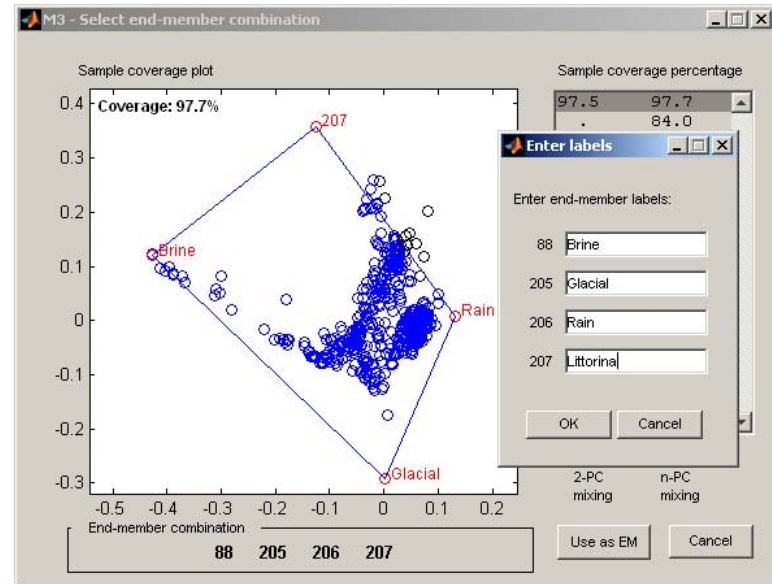 M3 - Select end-member combination
Sample coverage plot
Sample coverage percentage
Coverage: 97.7%
0.4
0.3
0.2
0.1
0
-0.1
-0.2
-0.3
-0.5 -0.4 -0.3 -0.2 -0.1 0 0.1 0.2
207
Brine
Rain
Glacial
97.5 97.7
. 84.0
Enter labels
Enter end-member labels:
88 Brine
205 Glacial
206 Rain
207 Littorina
OK Cancel
2-PC mixing
n-PC mixing
End-member combination
88 205 206 207
Use as EM Cancel